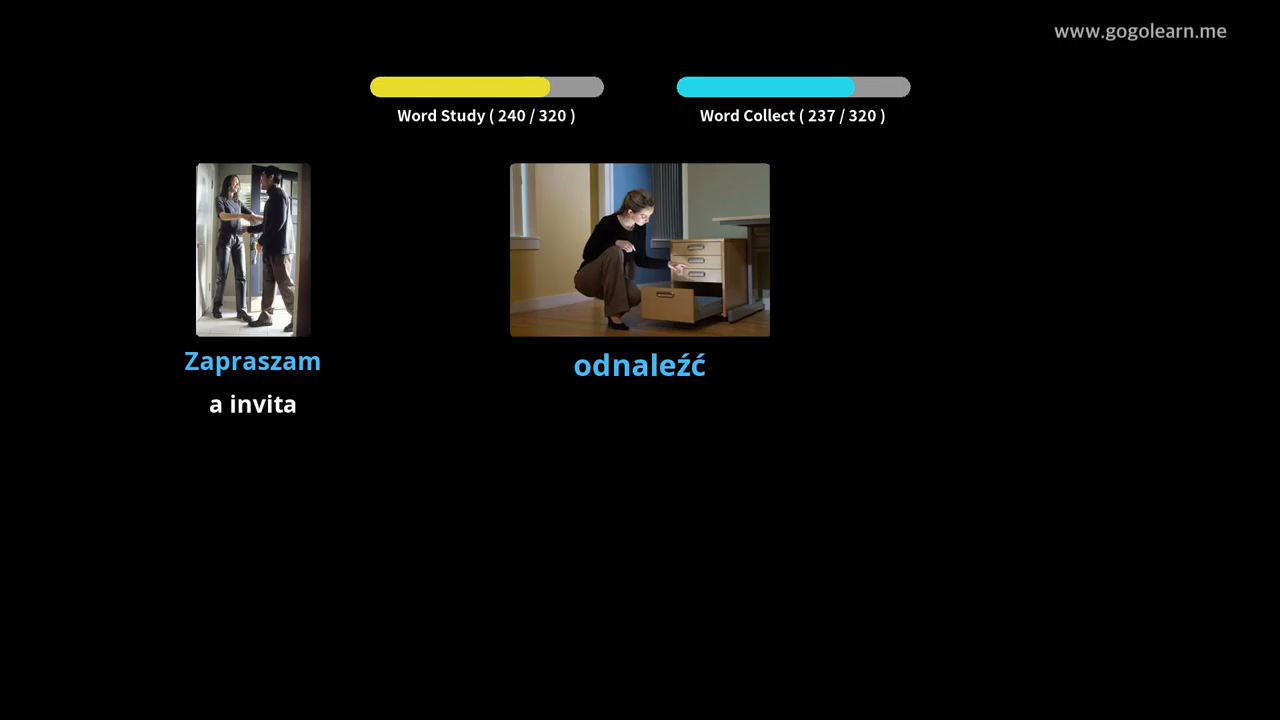 www.gogolearn.me
Word Study ( 240 / 320 )
Word Collect ( 237 / 320 )
Zapraszam
a invita
odnaleźć